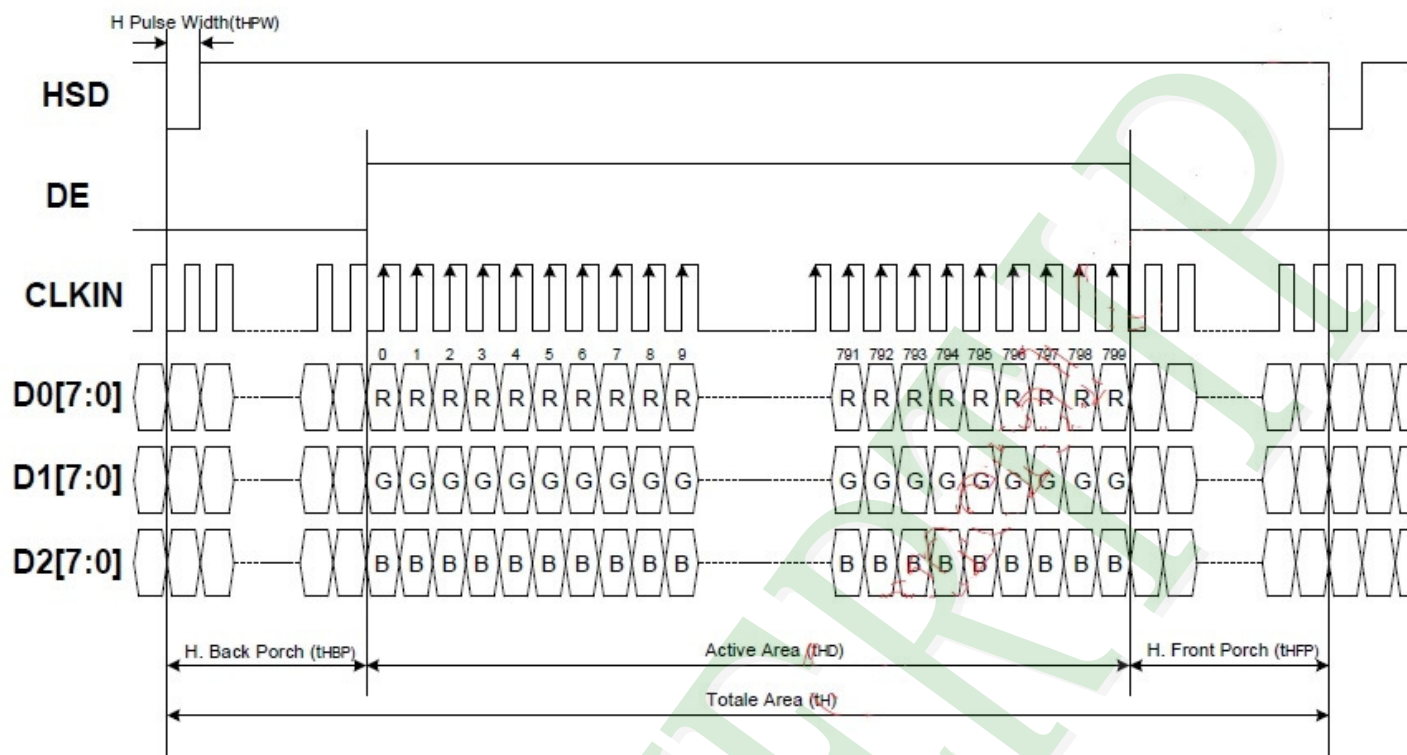 H Pulse Width(tHPW)
HSD
DE
CLKIN
0 1 2 3 4 5 6 7 8 9 791 792 793 794 795 796 797 798 799
D0[7:0] R R R R R R R R R R R R R R R R R R R
D1[7:0] G G G G G G G G G G G G G G G G G G G
D2[7:0] B B B B B B B B B B B B B B B B B B B
H. Back Porch (tHBP) Active Area (tHD) H. Front Porch (tHFP)
Totale Area (tH)